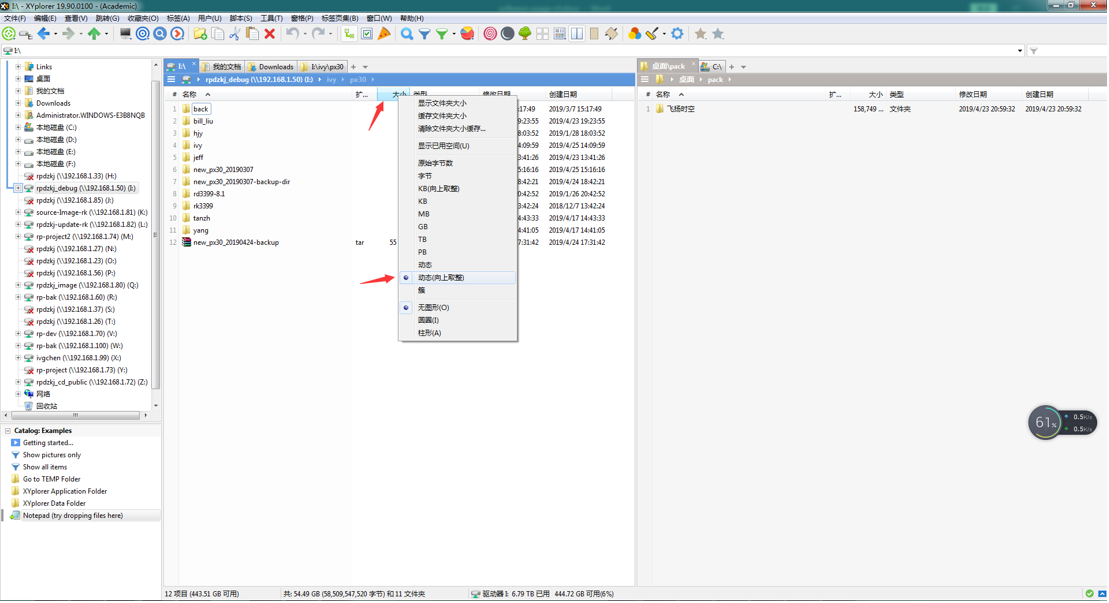 I:\ - XYplorer 19.90.0100 - (Academic)
文件(F) 编辑(E) 查看(V) 跳转(G) 收藏夹(O) 标签(A) 用户(U) 脚本(S) 工具(T) 窗格(P) 标签页集(B) 窗口(W) 帮助(H)
I:\
Links
桌面
我的文档
Downloads
Administrator.WINDOWS-E3B8NQB
本地磁盘 (C:)
本地磁盘 (D:)
本地磁盘 (E:)
本地磁盘 (F:)
rpdzkj (\\192.168.1.33) (H:)
rpdzkj_debug (\\192.168.1.50) (I:)
rpdzkj (\\192.168.1.85) (J:)
source-Image-rk (\\192.168.1.81) (K:)
rpdzkj-update-rk (\\192.168.1.82) (L:)
rp-project2 (\\192.168.1.74) (M:)
rpdzkj (\\192.168.1.27) (N:)
rpdzkj (\\192.168.1.23) (O:)
rpdzkj (\\192.168.1.56) (P:)
rpdzkj_image (\\192.168.1.80) (Q:)
rp-bak (\\192.168.1.60) (R:)
rpdzkj (\\192.168.1.37) (S:)
rpdzkj (\\192.168.1.26) (T:)
rp-dev (\\192.168.1.70) (V:)
rp-bak (\\192.168.1.100) (W:)
ivgchen (\\192.168.1.99) (X:)
rp-project (\\192.168.1.73) (Y:)
rpdzkj_cd_public (\\192.168.1.72) (Z:)
网络
回收站
Catalog: Examples
Getting started...
Show pictures only
Show all items
Go to TEMP Folder
XYplorer Application Folder
XYplorer Data Folder
Notepad (try dropping files here)
I:\ 我的文档 Downloads I:\ivy\px30
rpdzkj_debug (\\192.168.1.50) (I:) ivy px30
# 名称 扩... 大小 类型 修改日期 创建日期
1 back :17:49 2019/3/7 15:17:49
2 bill_liu :23:55 2019/4/23 19:23:55
3 hjy :03:52 2019/1/28 18:03:52
4 ivy :09:59 2019/4/25 14:09:59
5 jeff :41:26 2019/4/23 13:41:26
6 new_px30_20190307 :16:16 2019/4/25 15:16:16
7 new_px30_20190307-backup-dir :42:21 2019/4/24 18:42:21
8 rd3399-8.1 :42:52 2019/1/26 20:42:52
9 rk3399 :42:24 2018/12/7 13:42:24
10 tanzh :43:33 2019/4/17 14:43:33
11 yang :41:05 2019/4/17 14:41:05
12 new_px30_20190424-backup tar 55 :31:42 2019/4/24 17:31:42
显示文件夹大小
缓存文件夹大小
清除文件夹大小缓存...
显示已用空间(U)
原始字节数
字节
KB(向上取整)
KB
MB
GB
TB
PB
动态
动态(向上取整)
簇
无图形(O)
圆圈(I)
柱形(A)
桌面\pack C:\
桌面 pack
# 名称 扩... 大小 类型 修改日期 创建日期
1 飞扬时空 158,749 ... 文件夹 2019/4/23 20:59:32 2019/4/23 20:59:32
61%
0.5K/s
0.5K/s
12 项目 (443.51 GB 可用) 共: 54.49 GB (58,509,547,520 字节) 和 11 文件夹 驱动器 I: 6.79 TB 已用 444.72 GB 可用(6%)